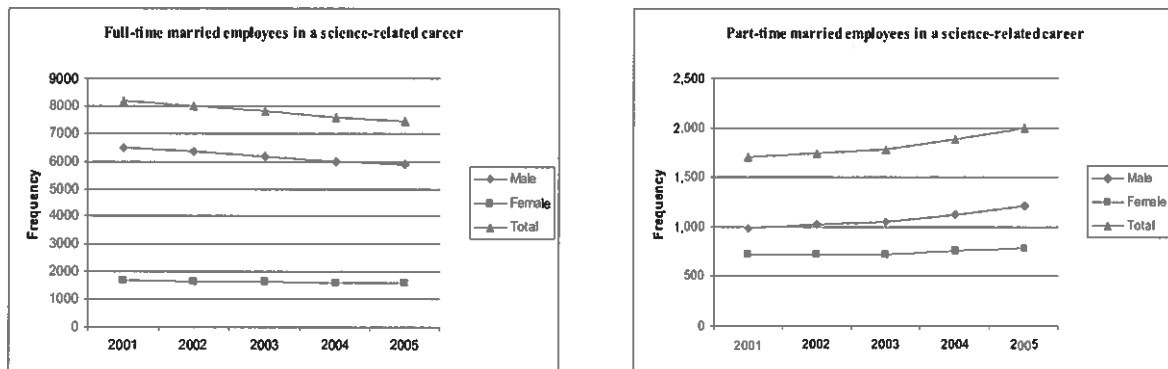 Full-time married employees in a science-related career
9000
8000
7000
6000
5000
4000
3000
2000
1000
0
Frequency
2001 2002 2003 2004 2005
Male
Female
Total
Part-time married employees in a science-related career
2,500
2,000
1,500
1,000
500
0
Frequency
2001 2002 2003 2004 2005
Male
Female
Total